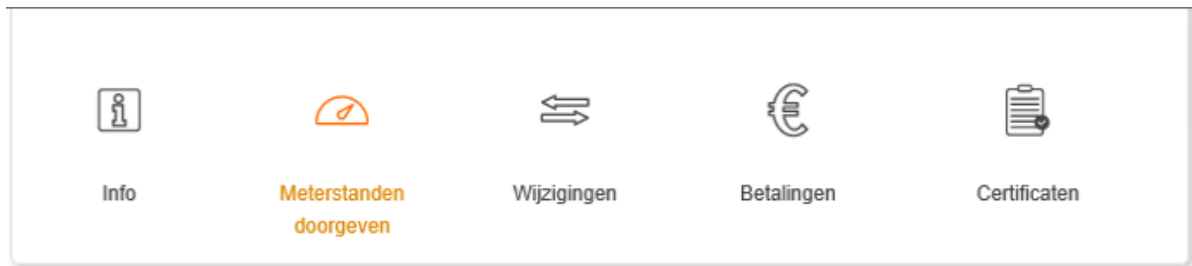 Info
Meterstanden
doorgeven
Wijzigingen
Betalingen
Certificaten